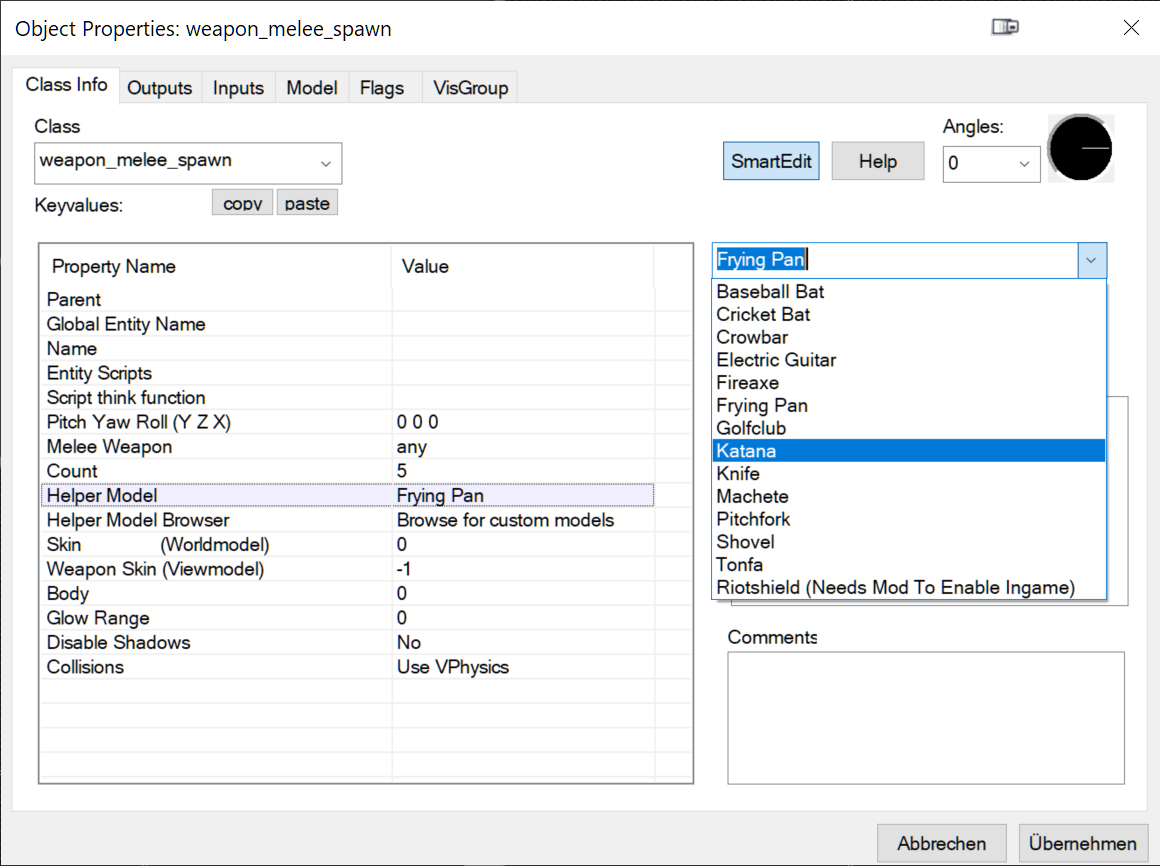 Object Properties: weapon_melee_spawn
Class Info Outputs Inputs Model Flags VisGroup
Class
weapon_melee_spawn
SmartEdit Help
Angles:
0
Keyvalues: copy paste
Property Name Value
Parent
Global Entity Name
Name
Entity Scripts
Script think function
Pitch Yaw Roll (Y Z X) 0 0 0
Melee Weapon any
Count 5
Helper Model Frying Pan
Helper Model Browser Browse for custom models
Skin (Worldmodel) 0
Weapon Skin (Viewmodel) -1
Body 0
Glow Range 0
Disable Shadows No
Collisions Use VPhysics
Frying Pan
Baseball Bat
Cricket Bat
Crowbar
Electric Guitar
Fireaxe
Frying Pan
Golfclub
Katana
Knife
Machete
Pitchfork
Shovel
Tonfa
Riotshield (Needs Mod To Enable Ingame)
Comments
Abbrechen Übernehmen